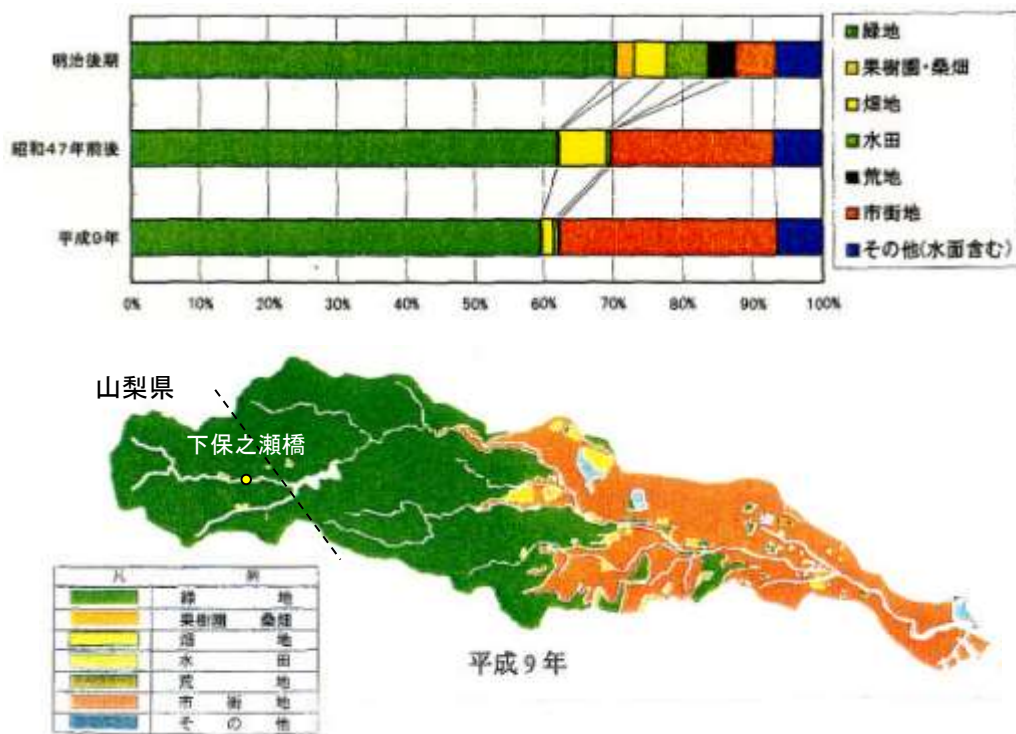 明治後期
昭和47年前後
平成9年
0% 10% 20% 30% 40% 50% 60% 70% 80% 90% 100%
緑地
果樹園・桑畑
畑地
水田
荒地
市街地
その他(水面含む)
山梨県
下保之瀬橋
凡 例
緑 地
果樹園 桑畑
畑 地
水 田
荒 地
市 街 地
そ の 他
平成9年